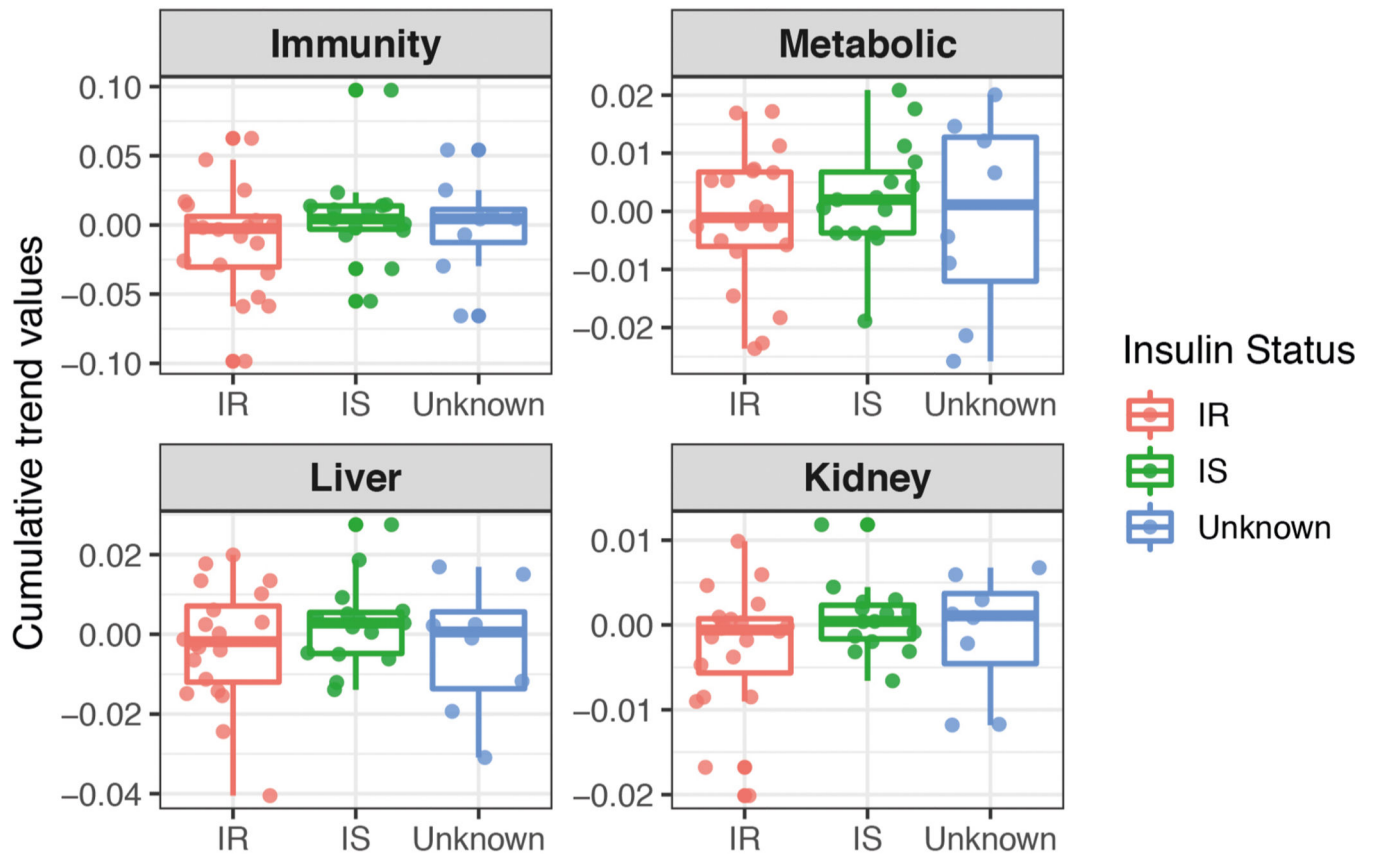 Cumulative trend values
Immunity
0.10
0.05
0.00
−0.05
−0.10
IR IS Unknown
Metabolic
0.02
0.01
0.00
−0.01
−0.02
IR IS Unknown
Liver
0.02
0.00
−0.02
−0.04
IR IS Unknown
Kidney
0.01
0.00
−0.01
−0.02
IR IS Unknown
Insulin Status
IR
IS
Unknown